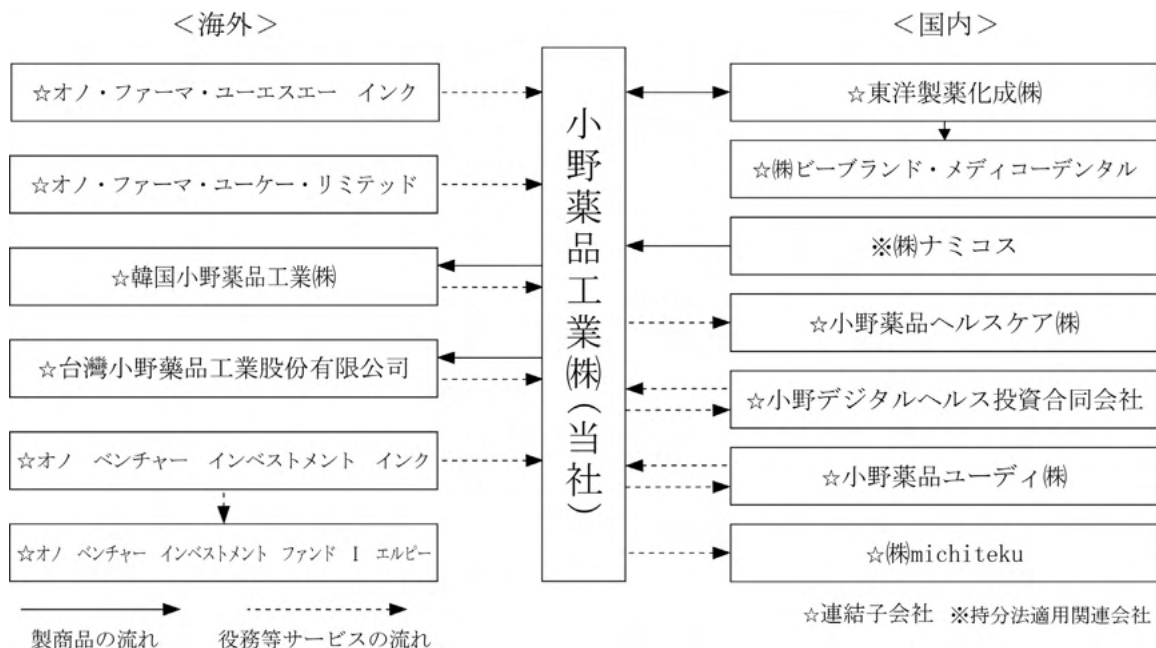 ＜海外＞
☆オノ・ファーマ・ユーエスエー　インク
☆オノ・ファーマ・ユーケー・リミテッド
☆韓国小野薬品工業㈱
☆台灣小野藥品工業股份有限公司
☆オノ　ベンチャー　インベストメント　インク
☆オノ　ベンチャー　インベストメント　ファンド　Ｉ　エルピー
小野薬品工業㈱（当社）
＜国内＞
☆東洋製薬化成㈱
☆㈱ビーブランド・メディコーデンタル
※㈱ナミコス
☆小野薬品ヘルスケア㈱
☆小野デジタルヘルス投資合同会社
☆小野薬品ユーディ㈱
☆㈱michiteku
製商品の流れ
役務等サービスの流れ
☆連結子会社　※持分法適用関連会社